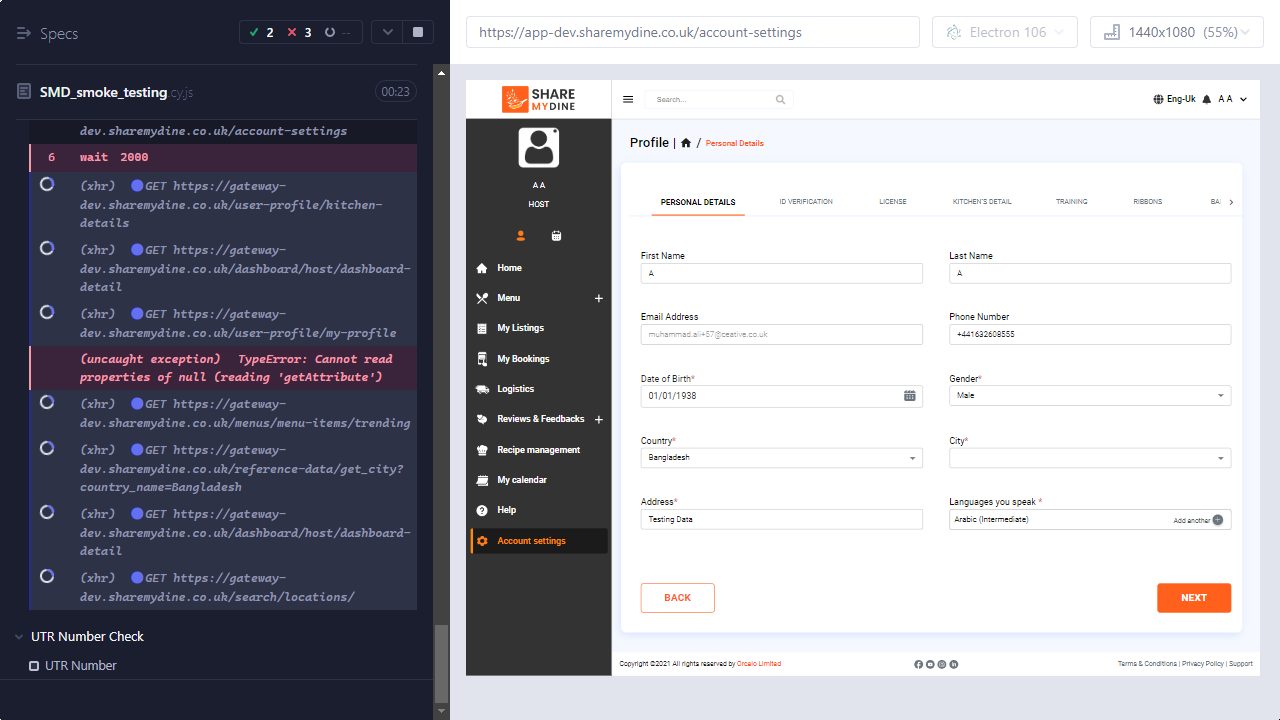 Specs
2
3
--
https://app-dev.sharemydine.co.uk/account-settings
Electron 106
1440x1080 (55%)
SMD_smoke_testing.cy.js
00:23
dev.sharemydine.co.uk/account-settings
6 wait 2000
(xhr) GET https://gateway-
dev.sharemydine.co.uk/user-profile/kitchen-
details
(xhr) GET https://gateway-
dev.sharemydine.co.uk/dashboard/host/dashboard-
detail
(xhr) GET https://gateway-
dev.sharemydine.co.uk/user-profile/my-profile
(uncaught exception) TypeError: Cannot read
properties of null (reading 'getAttribute')
(xhr) GET https://gateway-
dev.sharemydine.co.uk/menus/menu-items/trending
(xhr) GET https://gateway-
dev.sharemydine.co.uk/reference-data/get_city?
country_name=Bangladesh
(xhr) GET https://gateway-
dev.sharemydine.co.uk/dashboard/host/dashboard-
detail
(xhr) GET https://gateway-
dev.sharemydine.co.uk/search/locations/
UTR Number Check
UTR Number
SHARE
MYDINE
Search...
Eng-Uk
A A
A A
HOST
Home
Menu +
My Listings
My Bookings
Logistics
Reviews & Feedbacks +
Recipe management
My calendar
Help
Account settings
Profile | / Personal Details
PERSONAL DETAILS
ID VERIFICATION
LICENSE
KITCHEN'S DETAIL
TRAINING
RIBBONS
BA
First Name
Last Name
A
A
Email Address
Phone Number
muhammad.ali+57@ceative.co.uk
+441632608555
Date of Birth*
Gender*
01/01/1938
Male
Country*
City*
Bangladesh
Address*
Languages you speak *
Testing Data
Arabic (Intermediate)
Add another
BACK
NEXT
Copyright ©2021 All rights reserved by Orcalo Limited
Terms & Conditions | Privacy Policy | Support